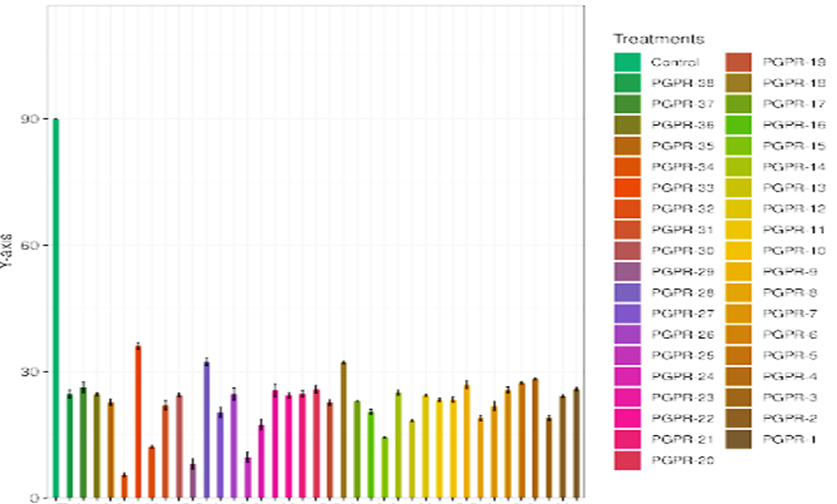 Y-axis
90
60
30
0
Treatments
Control
PGPR-38
PGPR-37
PGPR-36
PGPR-35
PGPR-34
PGPR-33
PGPR-32
PGPR-31
PGPR-30
PGPR-29
PGPR-28
PGPR-27
PGPR-26
PGPR-25
PGPR-24
PGPR-23
PGPR-22
PGPR-21
PGPR-20
PGPR-19
PGPR-18
PGPR-17
PGPR-16
PGPR-15
PGPR-14
PGPR-13
PGPR-12
PGPR-11
PGPR-10
PGPR-9
PGPR-8
PGPR-7
PGPR-6
PGPR-5
PGPR-4
PGPR-3
PGPR-2
PGPR-1